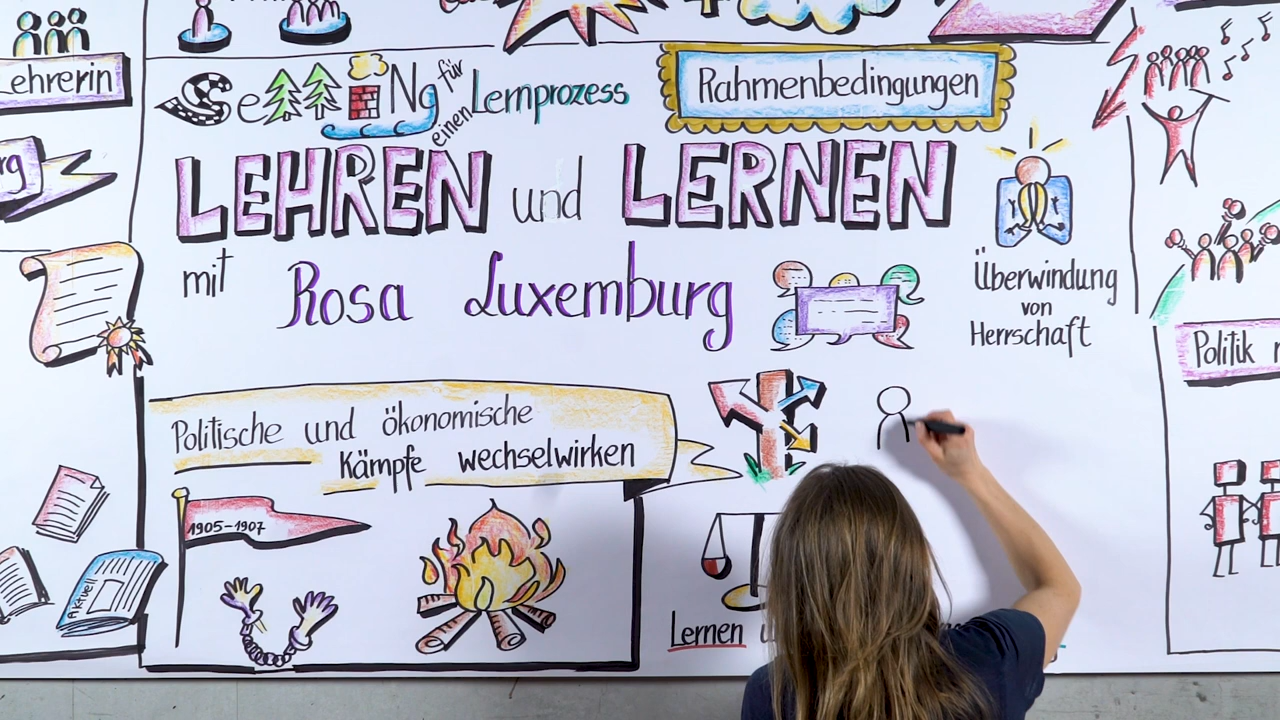 Lehrerin
SeTTiNg für einen Lernprozess
Rahmenbedingungen
LEHREN und LERNEN
mit Rosa Luxemburg
Überwindung
von
Herrschaft
Politik
Politische und ökonomische
Kämpfe wechselwirken
1905-1907
Aktuell
Lernen